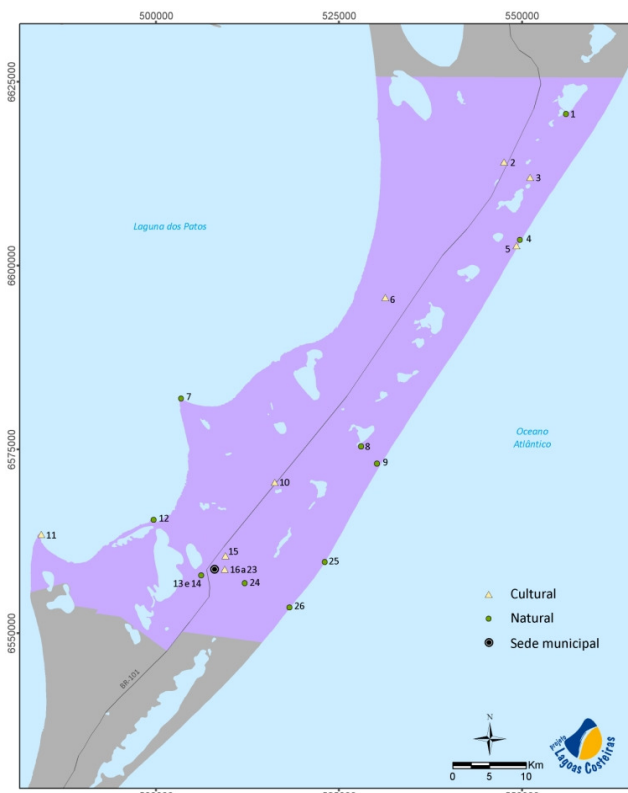 500000 525000 550000
6625000
1
2
3
Laguna dos Patos
4
5
6600000
6
7
Oceano
Atlântico
8
9
6575000
10
11
12
15
16 a 23
13 e 14
24
25
26
Cultural
Natural
Sede municipal
6550000
BR-101
N
projeto
Lagoas Costeiras
Km
0 5 10